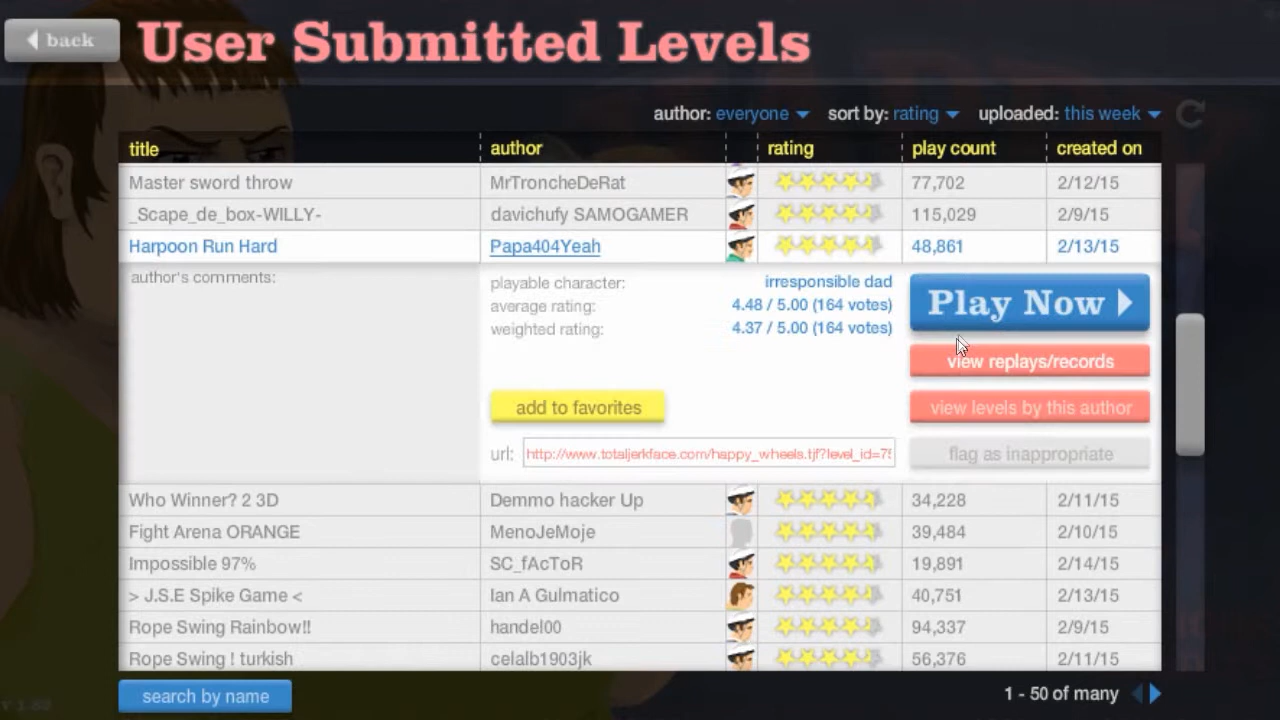 back
User Submitted Levels
author: everyone sort by: rating uploaded: this week
title author rating play count created on
Master sword throw MrTroncheDeRat 77,702 2/12/15
_Scape_de_box-WILLY- davichufy SAMOGAMER 115,029 2/9/15
Harpoon Run Hard Papa404Yeah 48,861 2/13/15
author's comments:
playable character: irresponsible dad
average rating: 4.48 / 5.00 (164 votes)
weighted rating: 4.37 / 5.00 (164 votes)
Play Now
view replays/records
add to favorites
view levels by this author
url: http://www.totaljerkface.com/happy_wheels.tjf?level_id=75
flag as inappropriate
Who Winner? 2 3D Demmo hacker Up 34,228 2/11/15
Fight Arena ORANGE MenoJeMoje 39,484 2/10/15
Impossible 97% SC_fAcToR 19,891 2/14/15
> J.S.E Spike Game < Ian A Gulmatico 40,751 2/13/15
Rope Swing Rainbow!! handel00 94,337 2/9/15
Rope Swing ! turkish celalb1903jk 56,376 2/11/15
search by name
1 - 50 of many